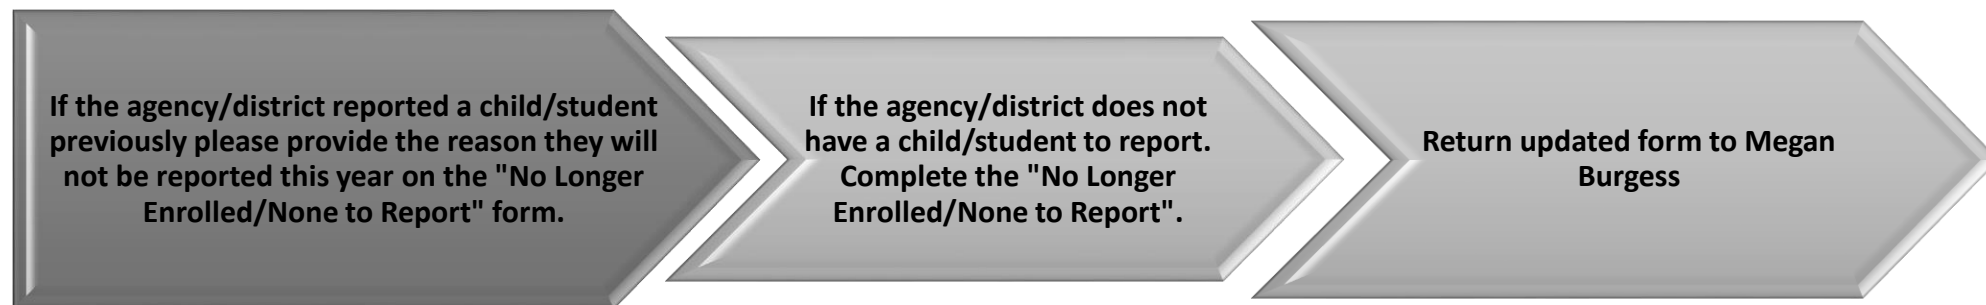 If the agency/district reported a child/student
previously please provide the reason they will
not be reported this year on the "No Longer
Enrolled/None to Report" form.
If the agency/district does not
have a child/student to report.
Complete the "No Longer
Enrolled/None to Report".
Return updated form to Megan
Burgess